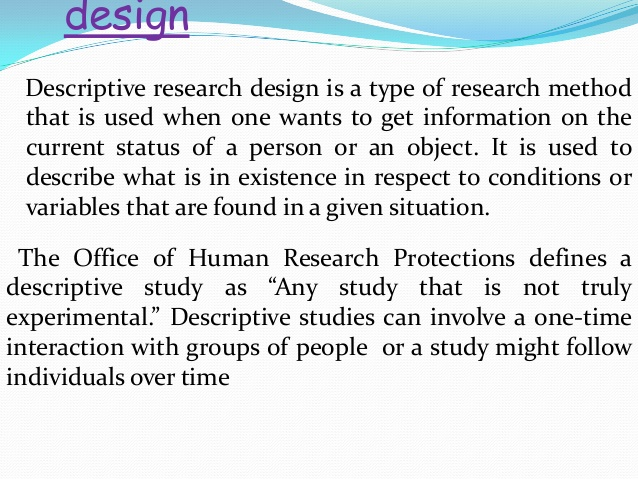 design
Descriptive research design is a type of research method
that is used when one wants to get information on the
current status of a person or an object. It is used to
describe what is in existence in respect to conditions or
variables that are found in a given situation.
The Office of Human Research Protections defines a
descriptive study as “Any study that is not truly
experimental.” Descriptive studies can involve a one-time
interaction with groups of people or a study might follow
individuals over time